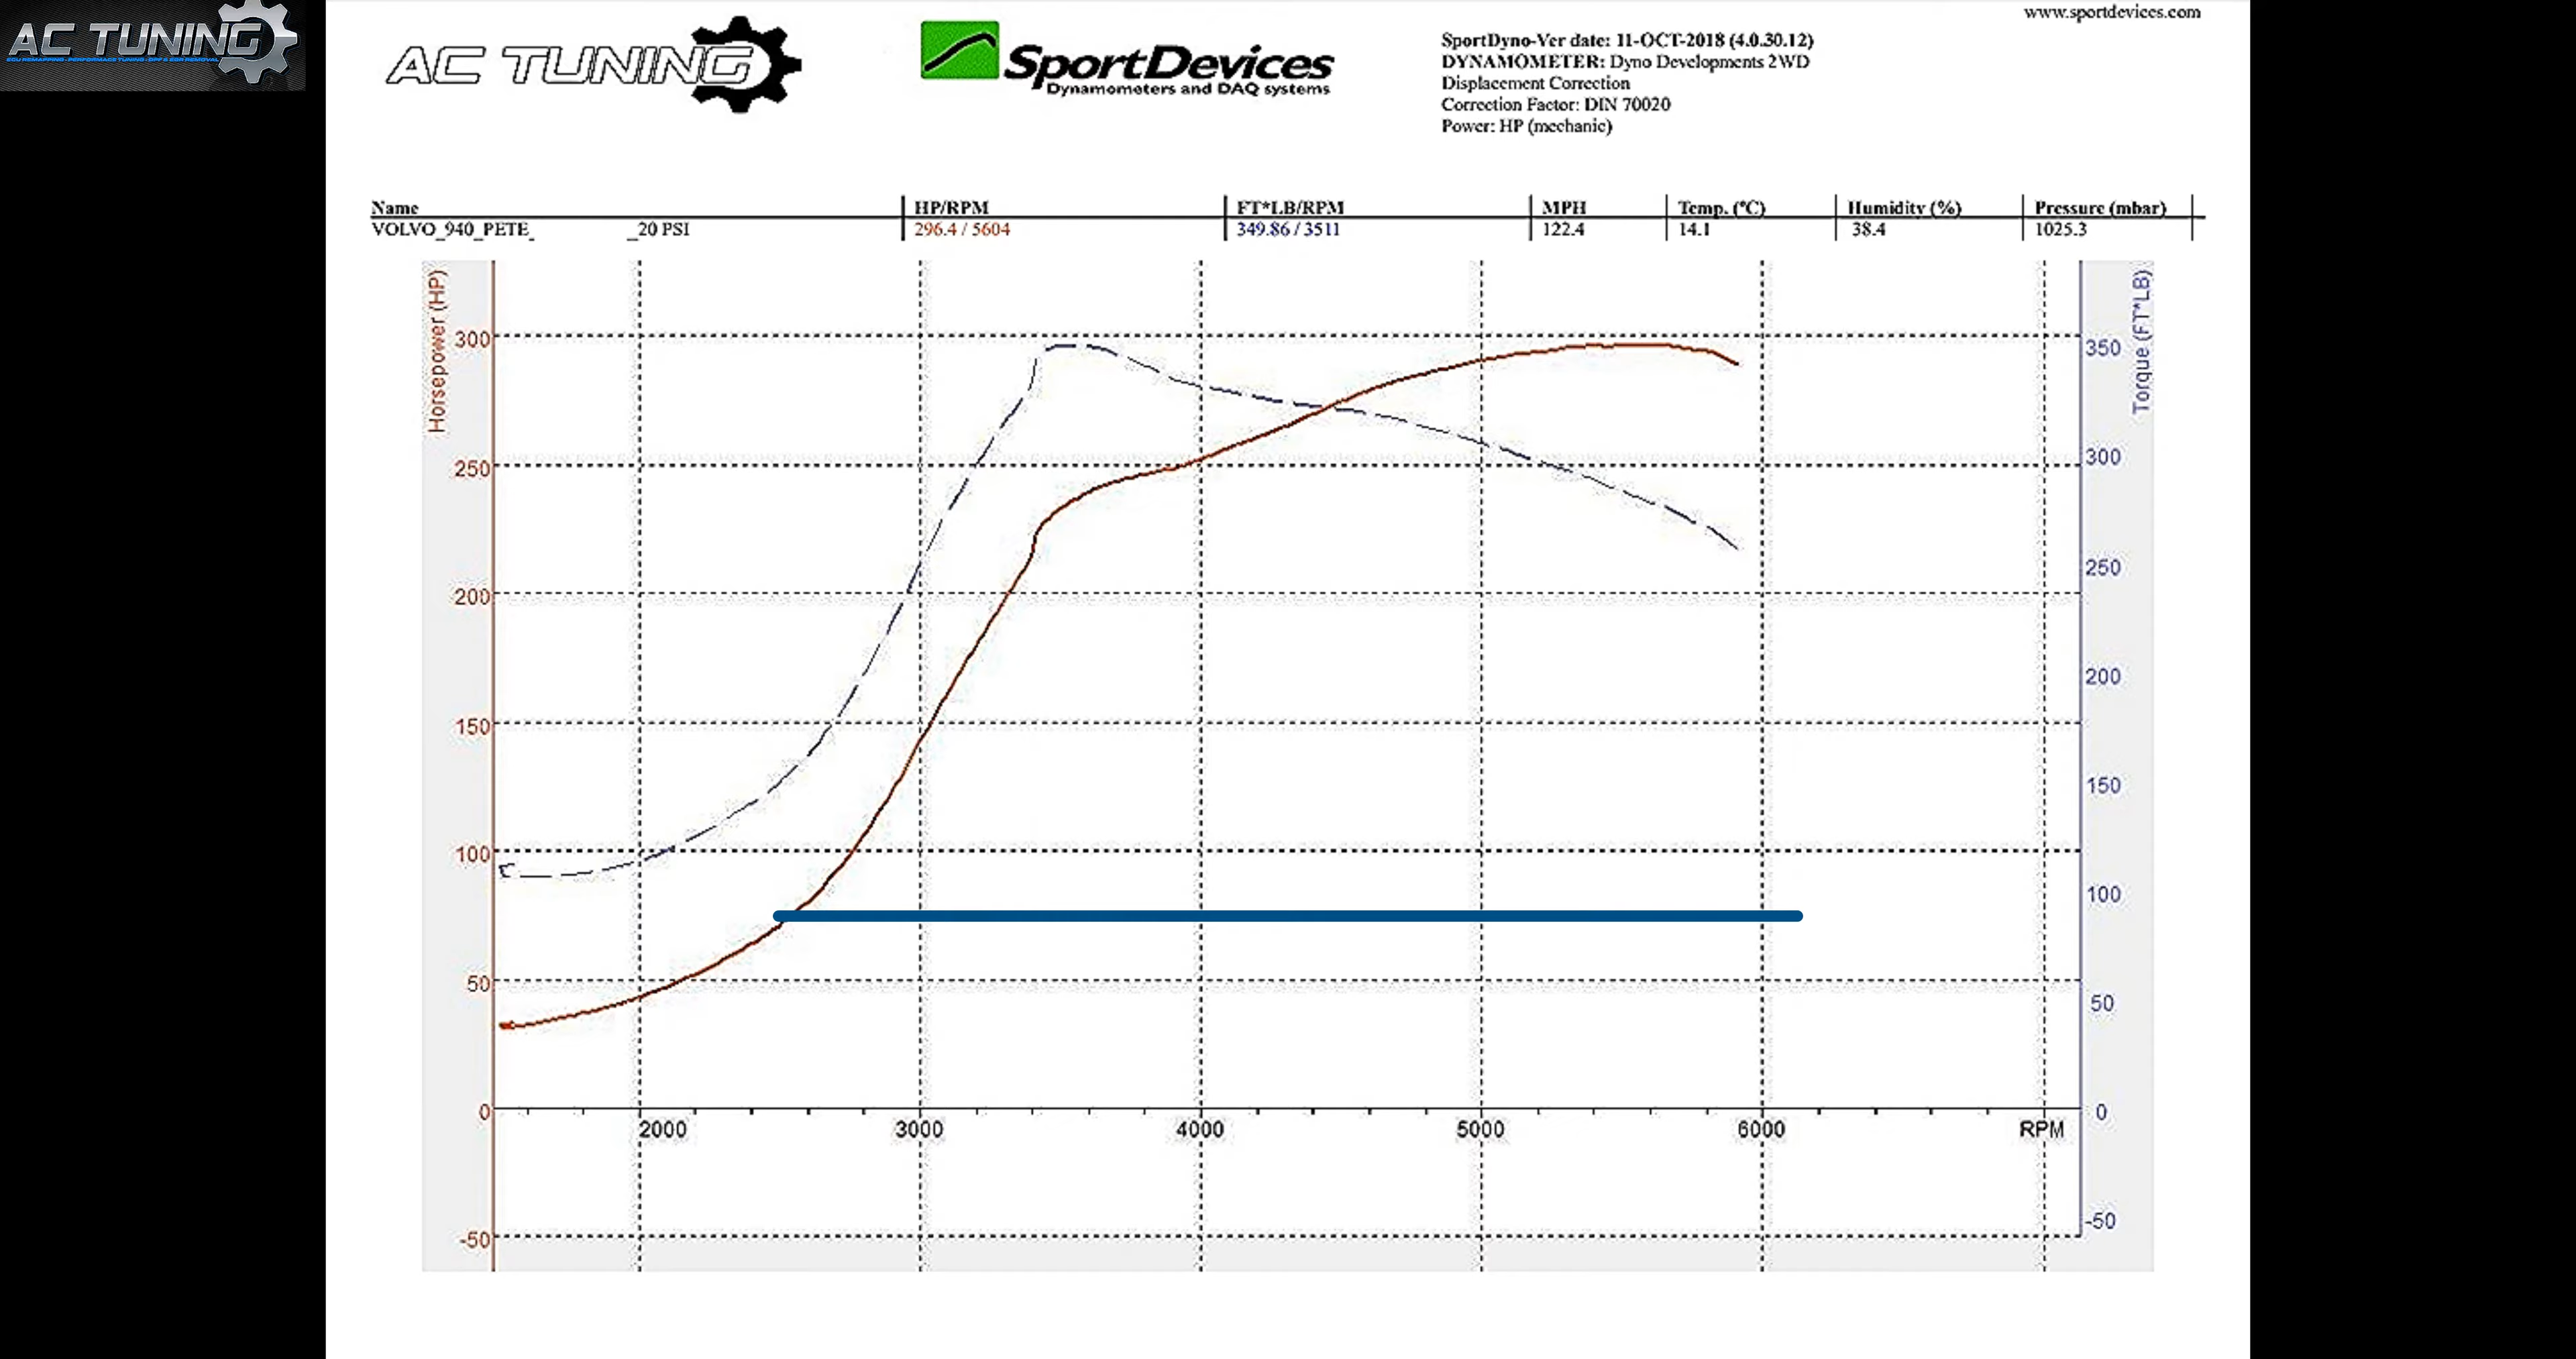 AC TUNING
AC TUNING
SportDevices
Dynamometers and DAQ systems
www.sportdevices.com
SportDyno-Ver date: 11-OCT-2018 (4.0.30.12)
DYNAMOMETER: Dyno Developments 2WD
Displacement Correction
Correction Factor: DIN 70020
Power: HP (mechanic)
Name HP/RPM FT*LB/RPM MPH Temp. (ºC) Humidity (%) Pressure (mbar)
VOLVO_940_PETE_ _20 PSI 296.4 / 5604 349.86 / 3511 122.4 14.1 38.4 1025.3
Horsepower (HP)
300
250
200
150
100
50
0
-50
2000 3000 4000 5000 6000 RPM
Torque (FT*LB)
350
300
250
200
150
100
50
0
-50